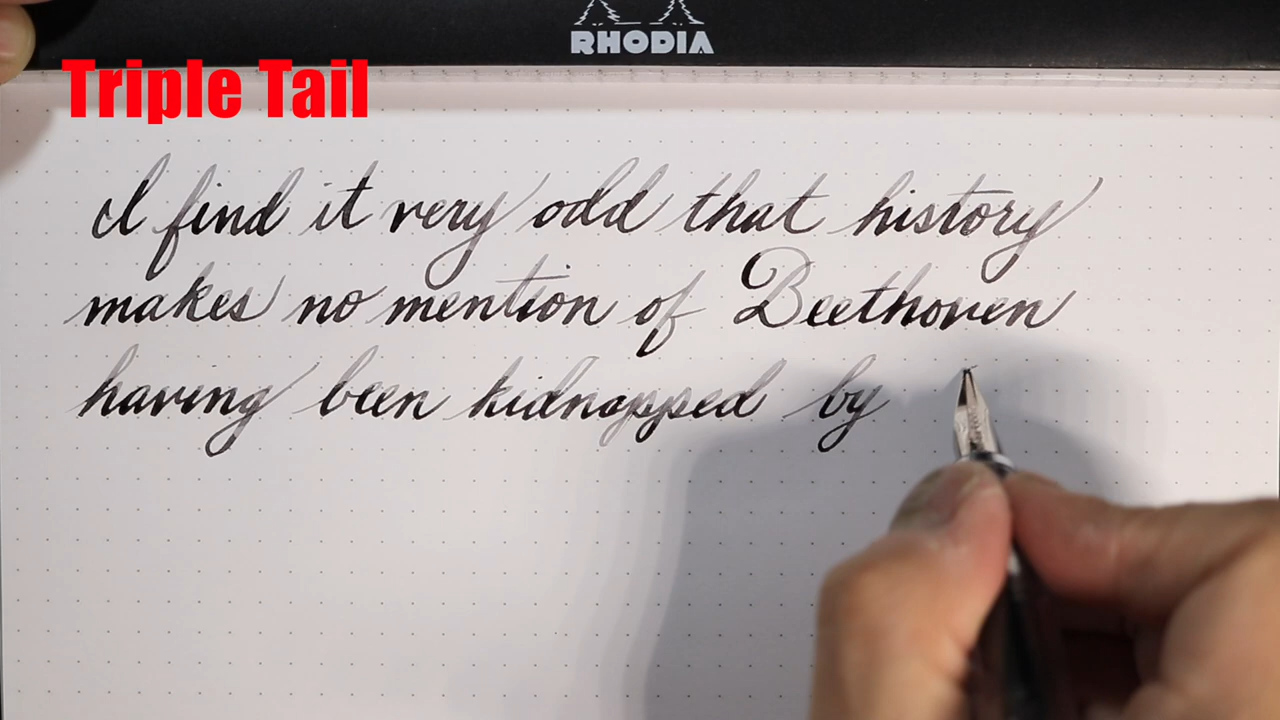 RHODIA
Triple Tail
I find it very odd that history
makes no mention of Beethoven
having been kidnapped by